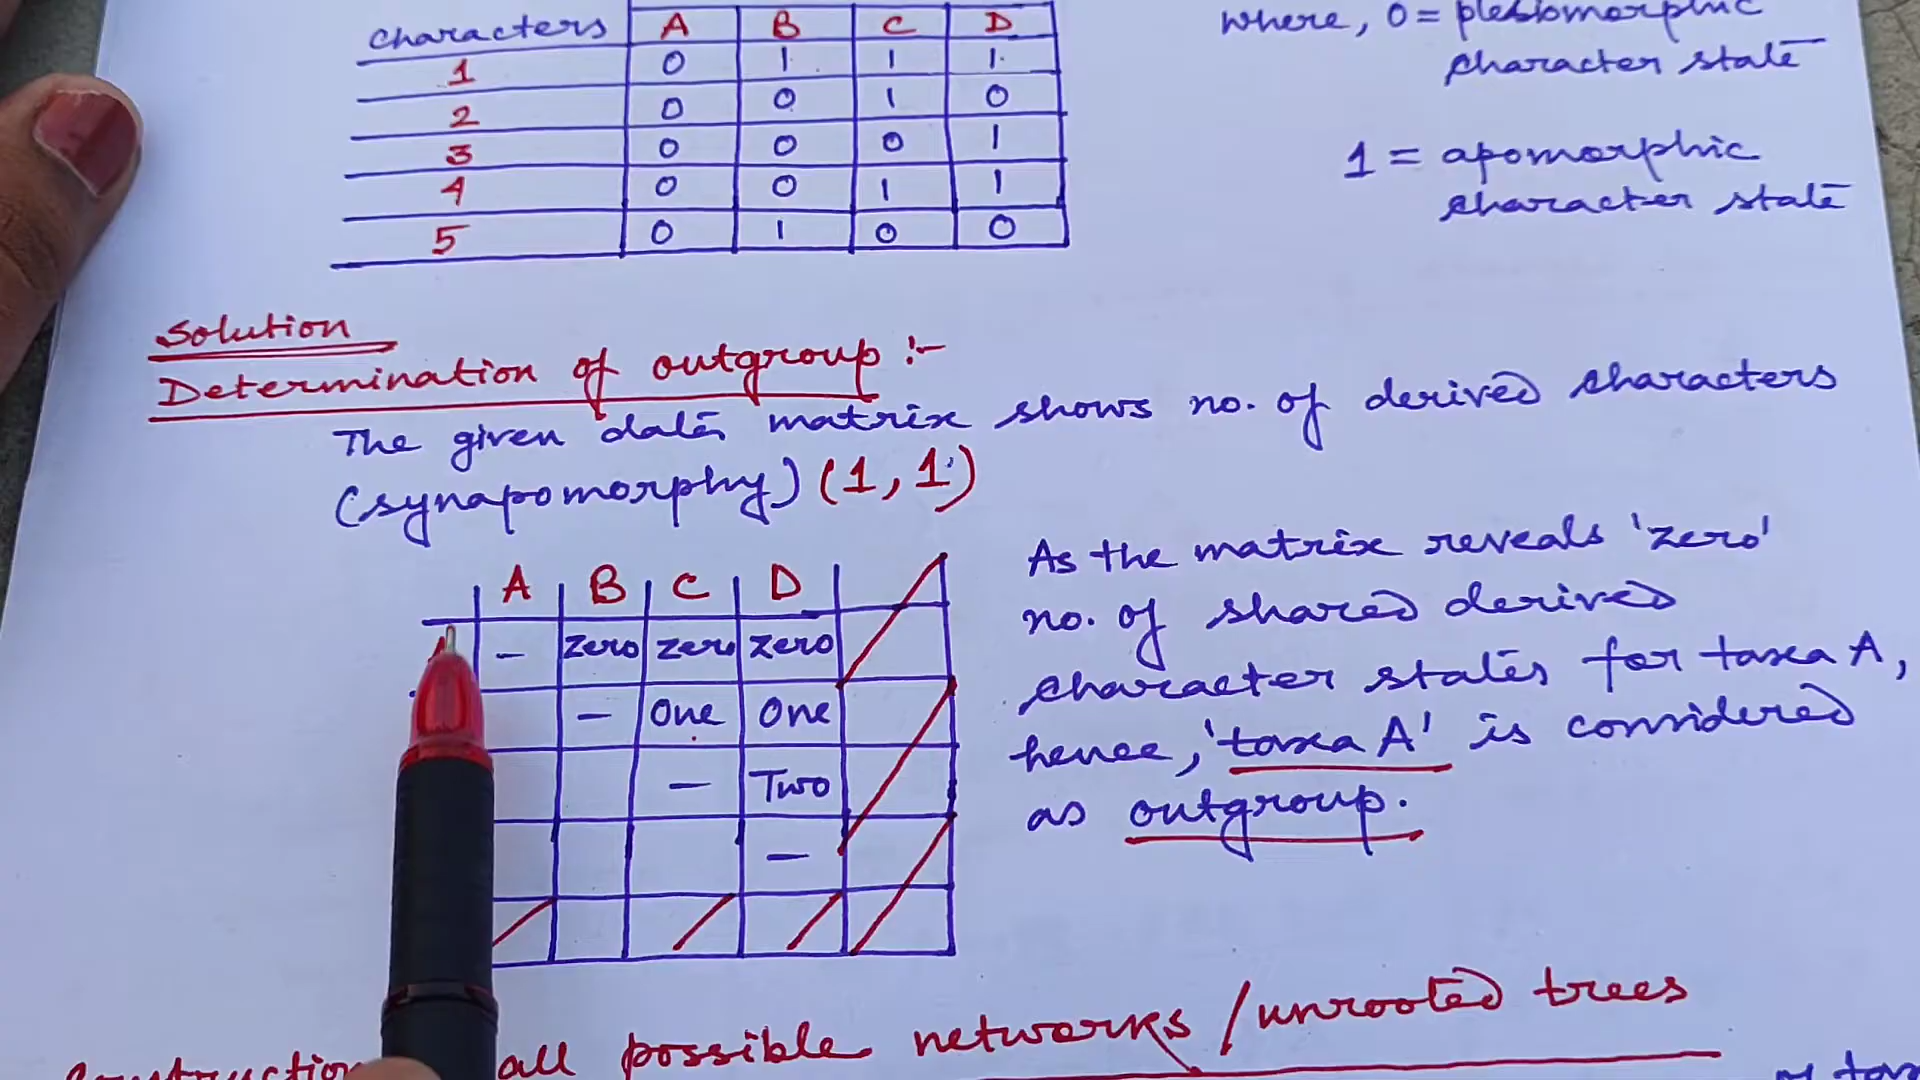 characters A B C D
1 0 1 1 1
2 0 0 1 0
3 0 0 0 1
4 0 0 1 1
5 0 1 0 0
where, 0 = plesiomorphic
character state
1 = apomorphic
character state
Solution
Determination of outgroup :-
The given data matrix shows no. of derived characters
(synapomorphy) (1, 1)
A B C D
A - zero zero zero
- One One
- Two
-
As the matrix reveals 'zero'
no. of shared derived
character states for taxa A,
hence, 'taxa A' is considered
as outgroup.
Construction all possible networks / unrooted trees